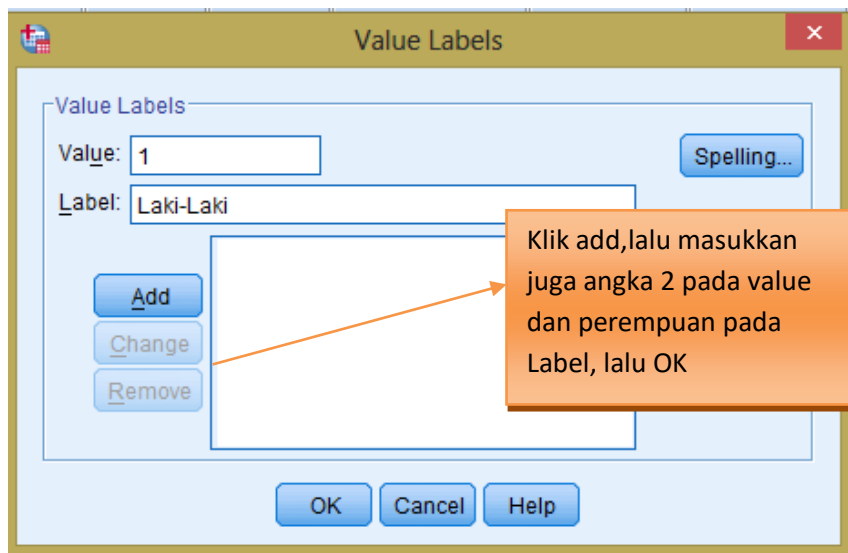 Value Labels
Value Labels
Value: 1
Spelling...
Label: Laki-Laki
Klik add,lalu masukkan
juga angka 2 pada value
dan perempuan pada
Label, lalu OK
Add
Change
Remove
OK Cancel Help